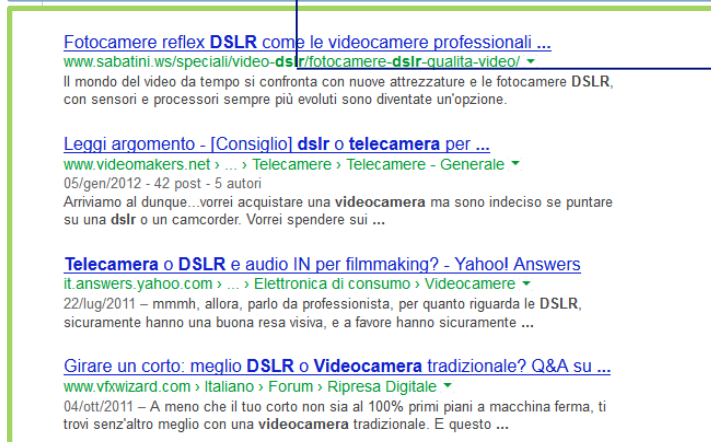 Fotocamere reflex DSLR come le videocamere professionali ...
www.sabatini.ws/speciali/video-dslr/fotocamere-dslr-qualita-video/
Il mondo del video da tempo si confronta con nuove attrezzature e le fotocamere DSLR,
con sensori e processori sempre più evoluti sono diventate un'opzione.
Leggi argomento - [Consiglio] dslr o telecamera per ...
www.videomakers.net › ... › Telecamere › Telecamere - Generale
05/gen/2012 - 42 post - 5 autori
Arriviamo al dunque...vorrei acquistare una videocamera ma sono indeciso se puntare
su una dslr o un camcorder. Vorrei spendere sui ...
Telecamera o DSLR e audio IN per filmmaking? - Yahoo! Answers
it.answers.yahoo.com › ... › Elettronica di consumo › Videocamere
22/lug/2011 – mmmh, allora, parlo da professionista, per quanto riguarda le DSLR,
sicuramente hanno una buona resa visiva, e a favore hanno sicuramente ...
Girare un corto: meglio DSLR o Videocamera tradizionale? Q&A su ...
www.vfxwizard.com › Italiano › Forum › Ripresa Digitale
04/ott/2011 – A meno che il tuo corto non sia al 100% primi piani a macchina ferma, ti
trovi senz'altro meglio con una videocamera tradizionale. E questo ...